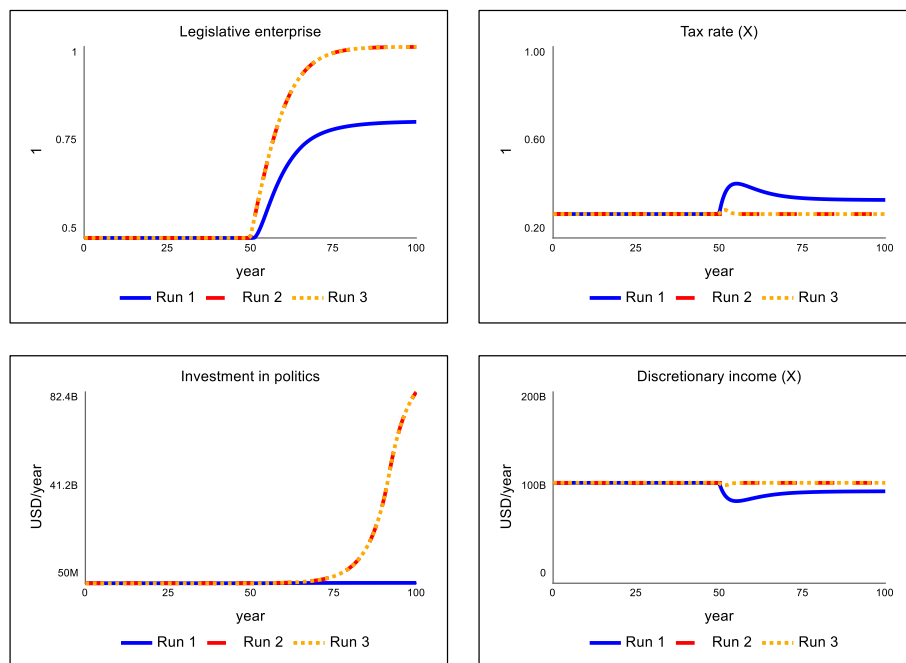 Legislative enterprise
1
0.75
0.5
1
0
25
50
75
100
year
Run 1 Run 2 Run 3
Tax rate (X)
1.00
0.60
0.20
1
0
25
50
75
100
year
Run 1 Run 2 Run 3
Investment in politics
82.4B
41.2B
50M
USD/year
0
25
50
75
100
year
Run 1 Run 2 Run 3
Discretionary income (X)
200B
100B
0
USD/year
0
25
50
75
100
year
Run 1 Run 2 Run 3